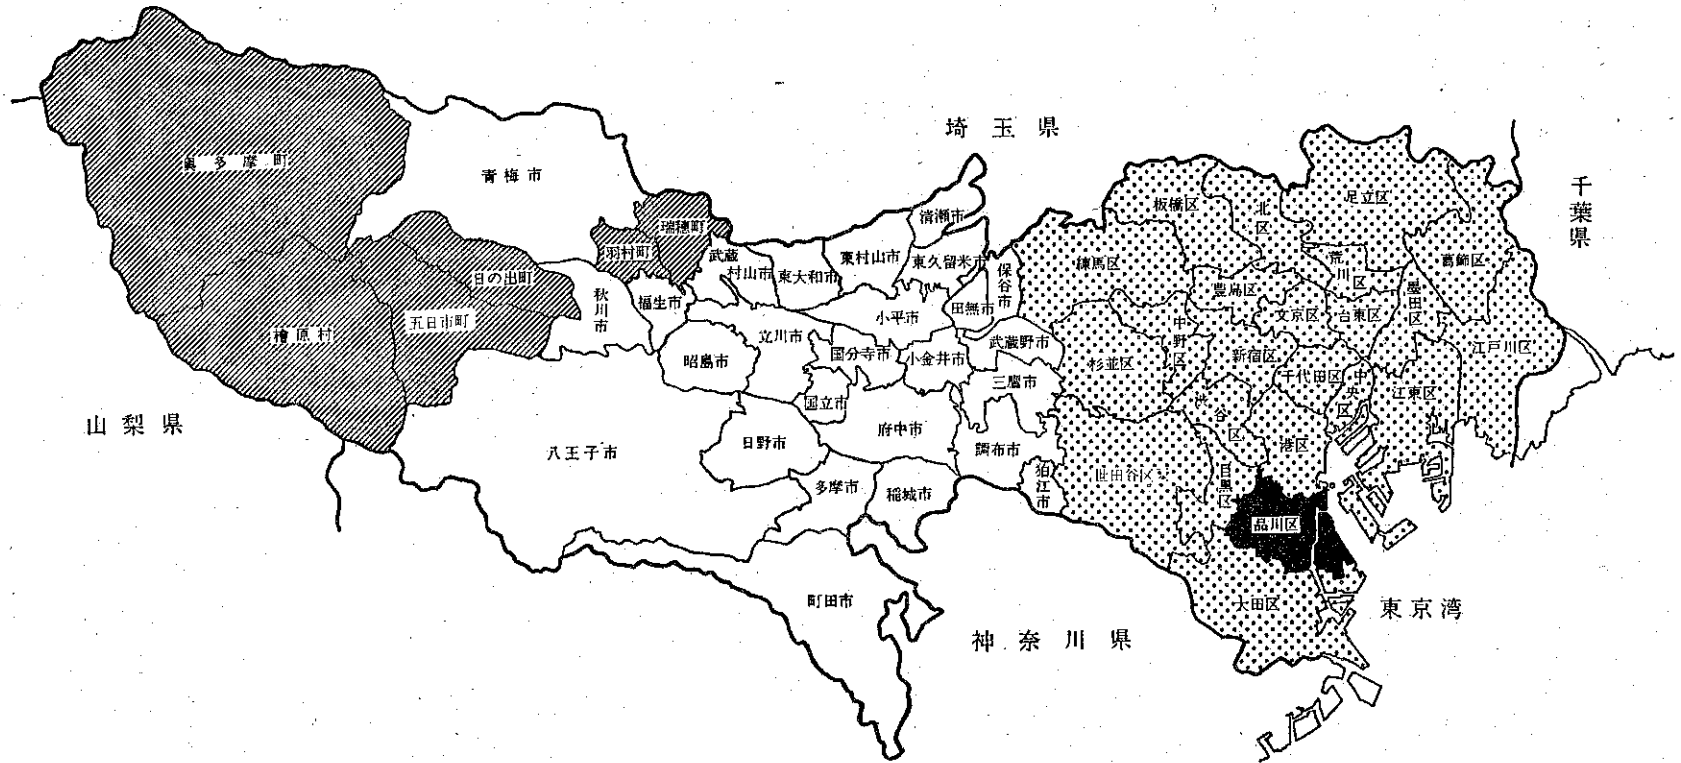 埼玉県
千葉県
山梨県
神奈川県
東京湾
奥多摩町
青梅市
瑞穂町
羽村町
日の出町
五日市町
檜原村
秋川市
福生市
武蔵
村山市
東大和市
東村山市
清瀬市
東久留米市
保谷市
田無市
小平市
立川市
昭島市
国分寺市
小金井市
武蔵野市
三鷹市
国立市
府中市
調布市
狛江市
日野市
八王子市
多摩市
稲城市
町田市
板橋区
北区
足立区
葛飾区
練馬区
豊島区
荒川区
墨田区
文京区
台東区
江戸川区
中野区
杉並区
新宿区
千代田区
中央区
江東区
渋谷区
港区
世田谷区
目黒区
品川区
大田区